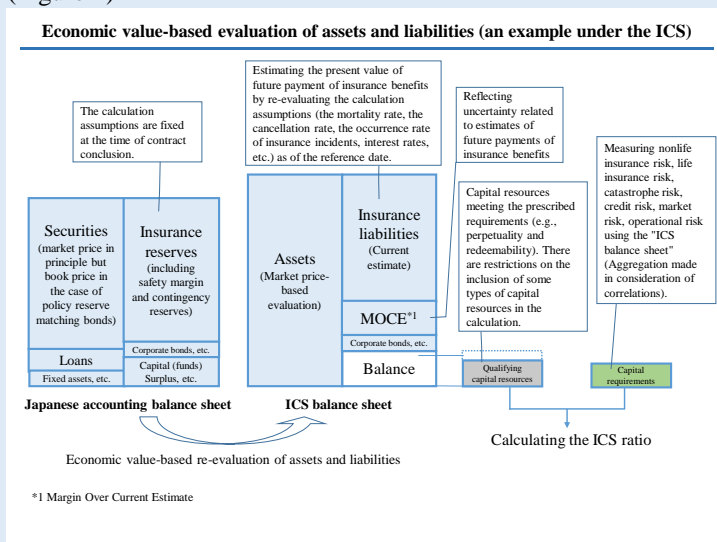 Economic value-based evaluation of assets and liabilities (an example under the ICS)
The calculation
assumptions are fixed
at the time of contract
conclusion.
Estimating the present value of
future payment of insurance benefits
by re-evaluating the calculation
assumptions (the mortality rate, the
cancellation rate, the occurrence rate
of insurance incidents, interest rates,
etc.) as of the reference date.
Reflecting
uncertainty related to
estimates of
future payments of
insurance benefits
Measuring nonlife
insurance risk, life
insurance risk,
catastrophe risk,
credit risk, market
risk, operational risk
using the "ICS
balance sheet"
(Aggregation made
in consideration of
correlations).
Capital resources
meeting the prescribed
requirements (e.g.,
perpetuality and
redeemability). There
are restrictions on the
inclusion of some
types of capital
resources in the
calculation.
Securities
(market price in
principle but
book price in
the case of
policy reserve
matching bonds)
Loans
Fixed assets, etc.
Insurance
reserves
(including
safety margin
and contingency
reserves)
Corporate bonds, etc.
Capital (funds)
Surplus, etc.
Assets
(Market price-
based
evaluation)
Insurance
liabilities
(Current
estimate)
MOCE*1
Corporate bonds, etc.
Balance
Qualifying
capital resources
Capital
requirements
Japanese accounting balance sheet
ICS balance sheet
Calculating the ICS ratio
Economic value-based re-evaluation of assets and liabilities
*1 Margin Over Current Estimate